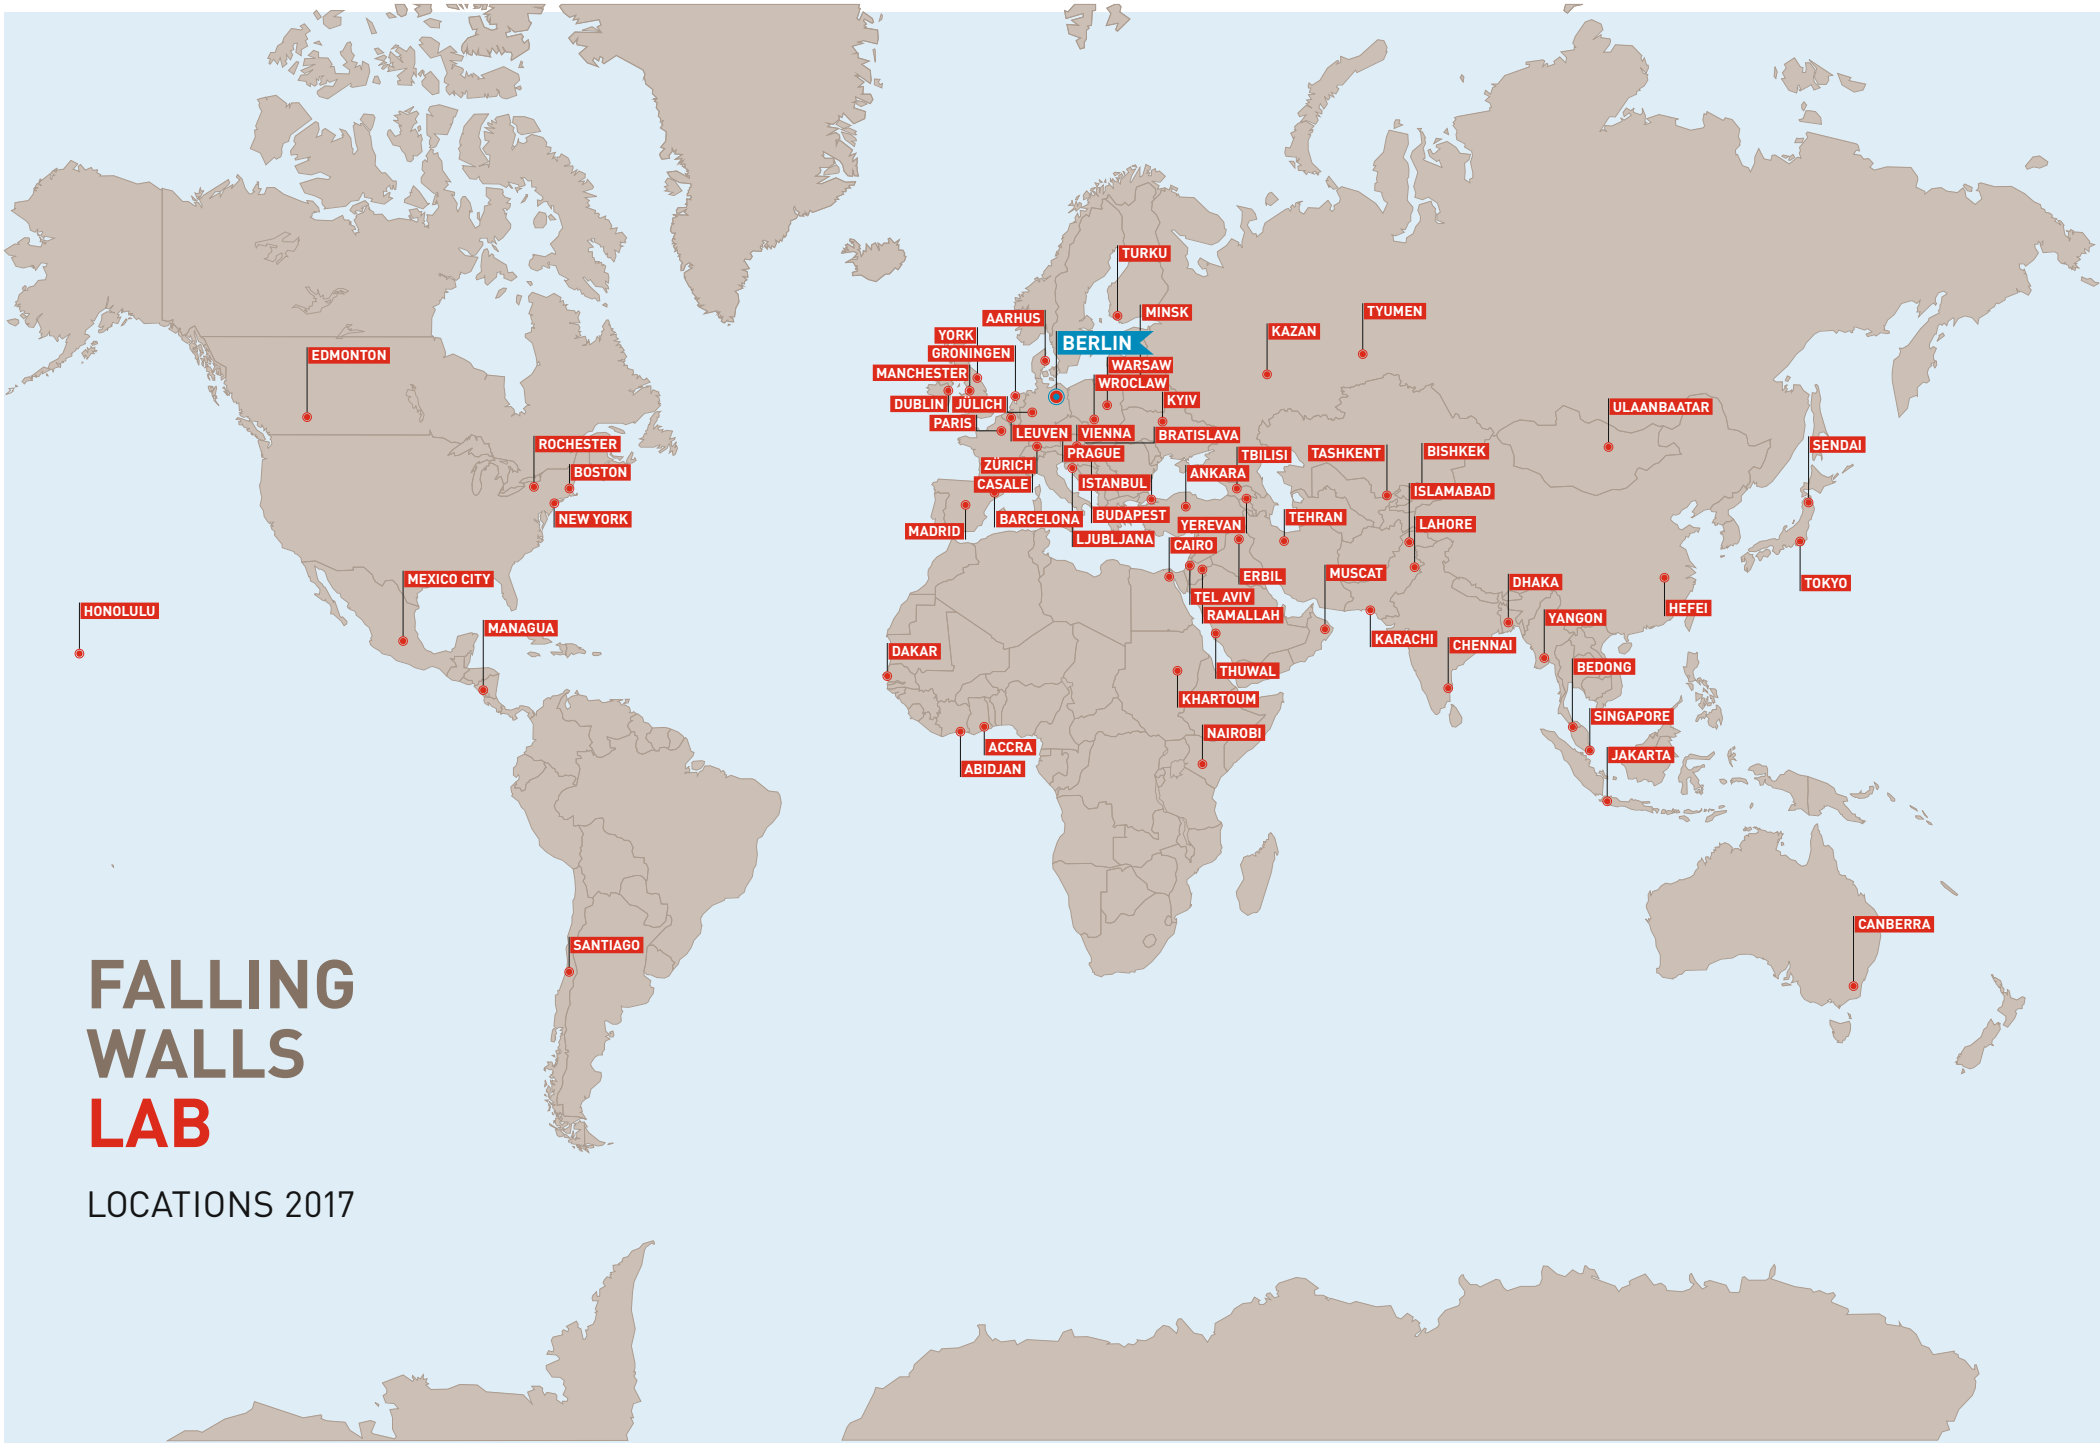 TURKU
AARHUS
MINSK
TYUMEN
KAZAN
YORK
BERLIN
GRONINGEN
EDMONTON
WARSAW
MANCHESTER
WROCLAW
KYIV
DUBLIN
JÜLICH
ULAANBAATAR
PARIS
LEUVEN
VIENNA
BRATISLAVA
ROCHESTER
SENDAI
PRAGUE
TBILISI
TASHKENT
BISHKEK
ZÜRICH
BOSTON
ANKARA
CASALE
ISTANBUL
ISLAMABAD
NEW YORK
BARCELONA
BUDAPEST
YEREVAN
TEHRAN
LAHORE
MADRID
LJUBLJANA
CAIRO
MEXICO CITY
ERBIL
MUSCAT
DHAKA
TOKYO
HONOLULU
TEL AVIV
RAMALLAH
HEFEI
MANAGUA
YANGON
KARACHI
CHENNAI
DAKAR
THUWAL
BEDONG
KHARTOUM
SINGAPORE
NAIROBI
ACCRA
JAKARTA
ABIDJAN
CANBERRA
SANTIAGO
FALLING
WALLS
LAB
LOCATIONS 2017